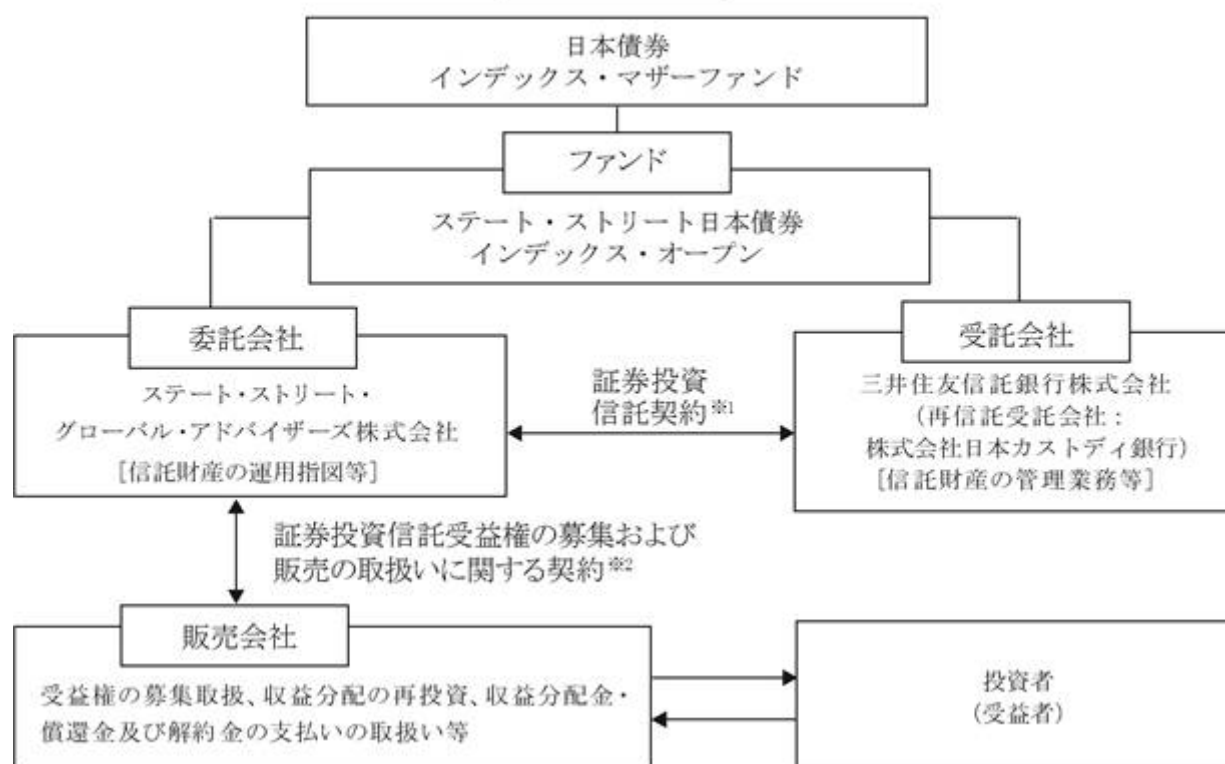 日本債券
インデックス・マザーファンド
ファンド
ステート・ストリート日本債券
インデックス・オープン
委託会社
ステート・ストリート・
グローバル・アドバイザーズ株式会社
[信託財産の運用指図等]
証券投資
信託契約※1
受託会社
三井住友信託銀行株式会社
（再信託受託会社：
株式会社日本カストディ銀行）
[信託財産の管理業務等]
証券投資信託受益権の募集および
販売の取扱いに関する契約※2
販売会社
受益権の募集取扱、収益分配の再投資、収益分配金・
償還金及び解約金の支払いの取扱い等
投資者
（受益者）